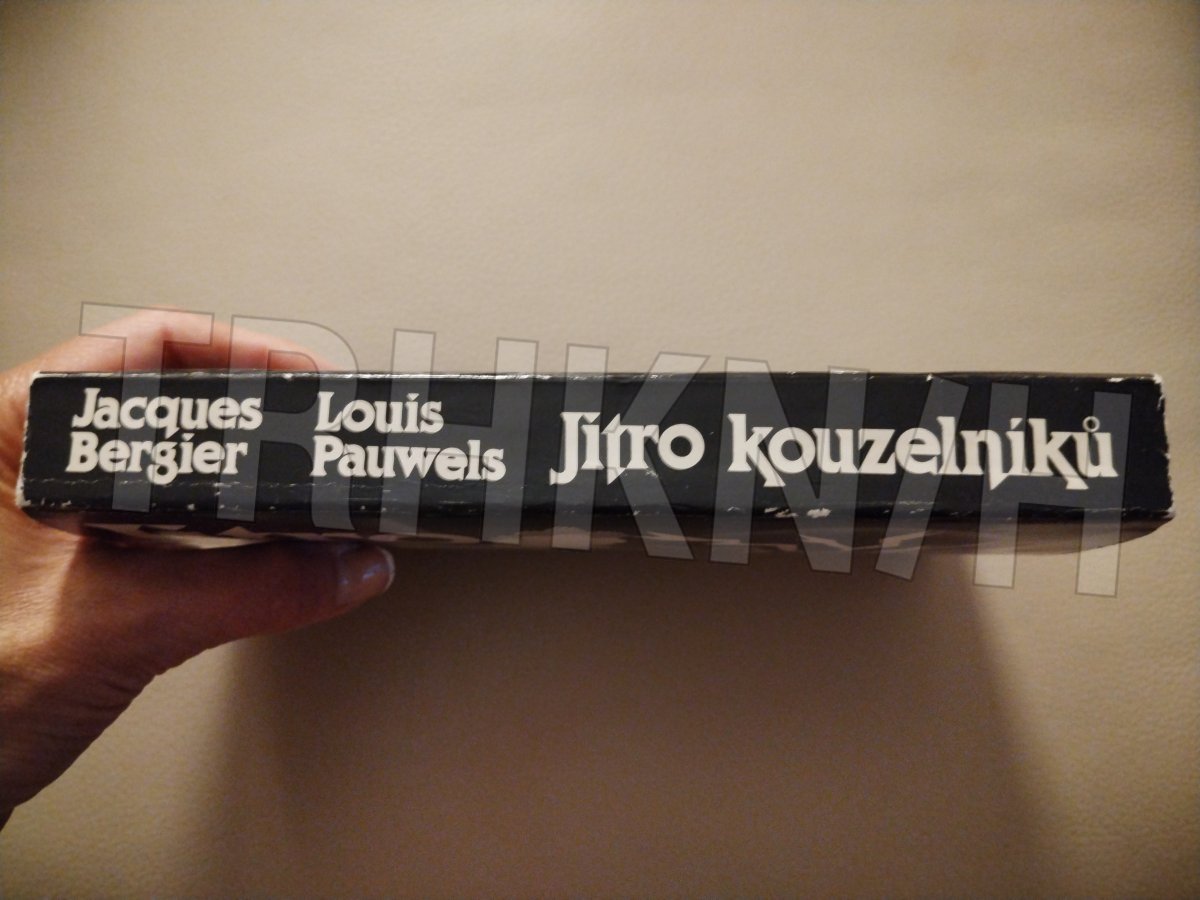 Jacques
Bergier
Louis
Pauwels
Jitro kouzelníků
TRHKNIH